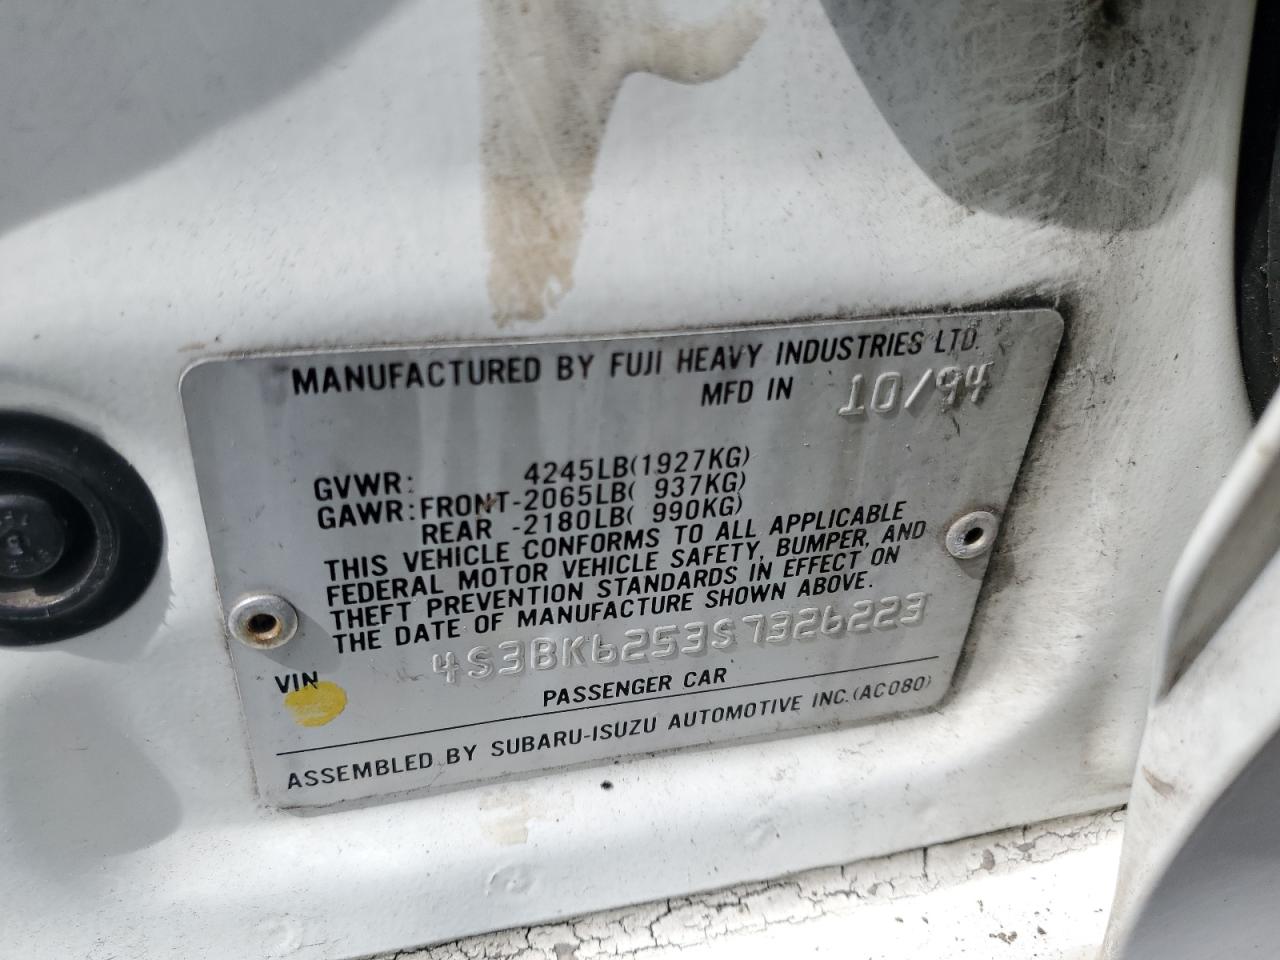 MANUFACTURED BY FUJI HEAVY INDUSTRIES LTD.
MFD IN 10/94
GVWR: 4245LB(1927KG)
GAWR:FRONT-2065LB( 937KG)
REAR -2180LB( 990KG)
THIS VEHICLE CONFORMS TO ALL APPLICABLE
FEDERAL MOTOR VEHICLE SAFETY, BUMPER, AND
THEFT PREVENTION STANDARDS IN EFFECT ON
THE DATE OF MANUFACTURE SHOWN ABOVE.
VIN 4S3BK6253S7326223
PASSENGER CAR
ASSEMBLED BY SUBARU-ISUZU AUTOMOTIVE INC.(AC080)